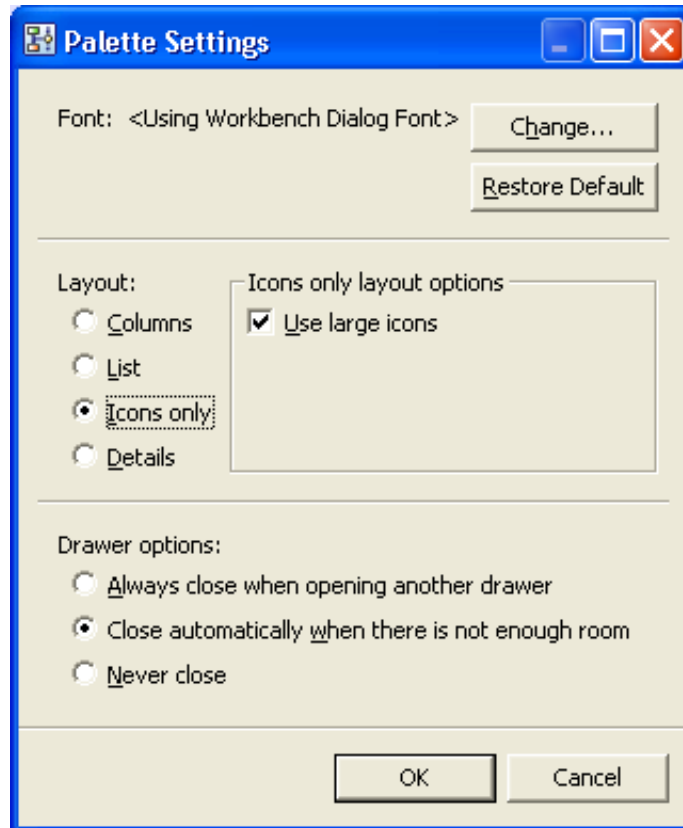 Palette Settings
Font: <Using Workbench Dialog Font>
Change...
Restore Default
Layout:
Columns
List
Icons only
Details
Icons only layout options
Use large icons
Drawer options:
Always close when opening another drawer
Close automatically when there is not enough room
Never close
OK
Cancel